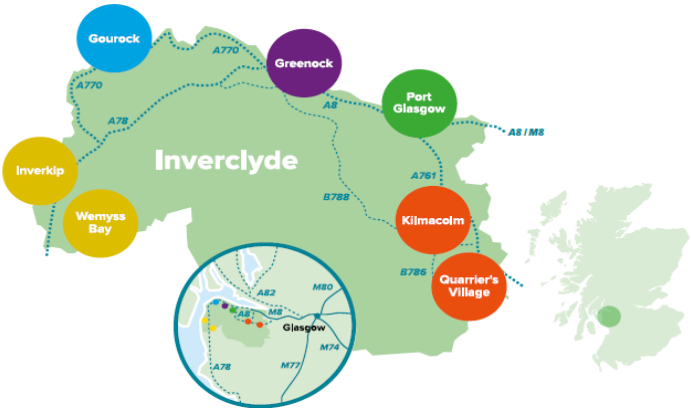 Gourock
A770
Greenock
A770
A8
Port
Glasgow
A8 / M8
A78
Inverclyde
Inverkip
A761
B788
Kilmacolm
Wemyss
Bay
B786
Quarrier's
Village
A82
M80
A8
M8
Glasgow
M74
A78
M77